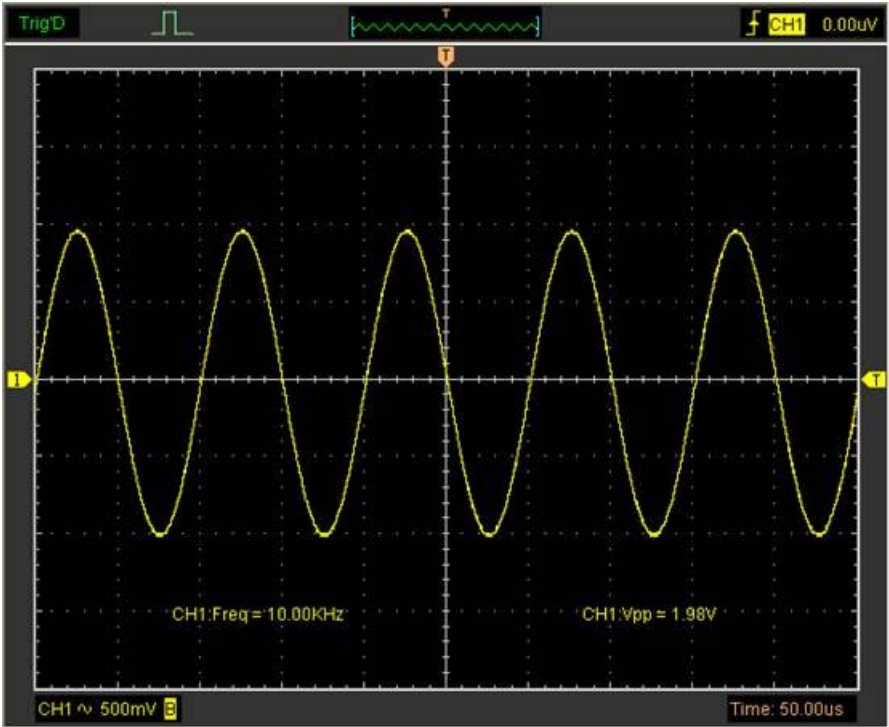 Trig'D
T
CH1 0.00uV
T
1
T
CH1:Freq = 10.00KHz
CH1:Vpp = 1.98V
CH1 ∿ 500mV B
Time: 50.00us